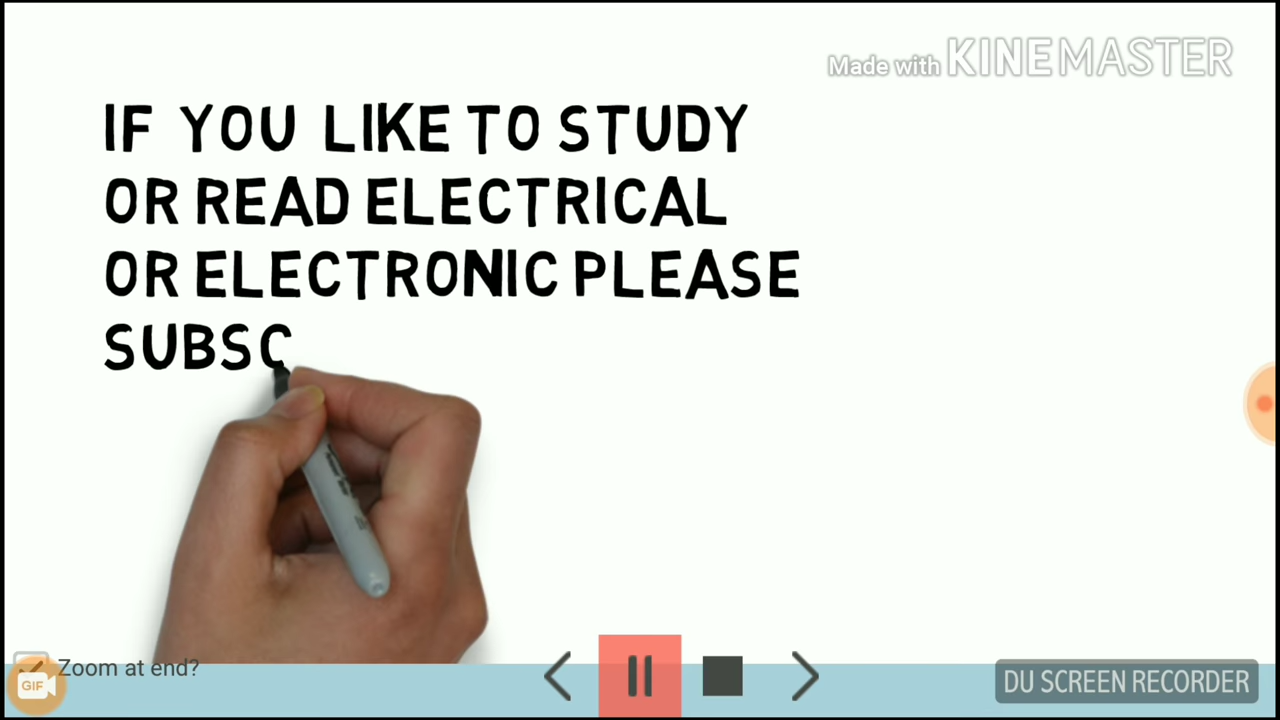 Made with KINEMASTER
IF YOU LIKE TO STUDY
OR READ ELECTRICAL
OR ELECTRONIC PLEASE
SUBSC
Zoom at end?
GIF
DU SCREEN RECORDER